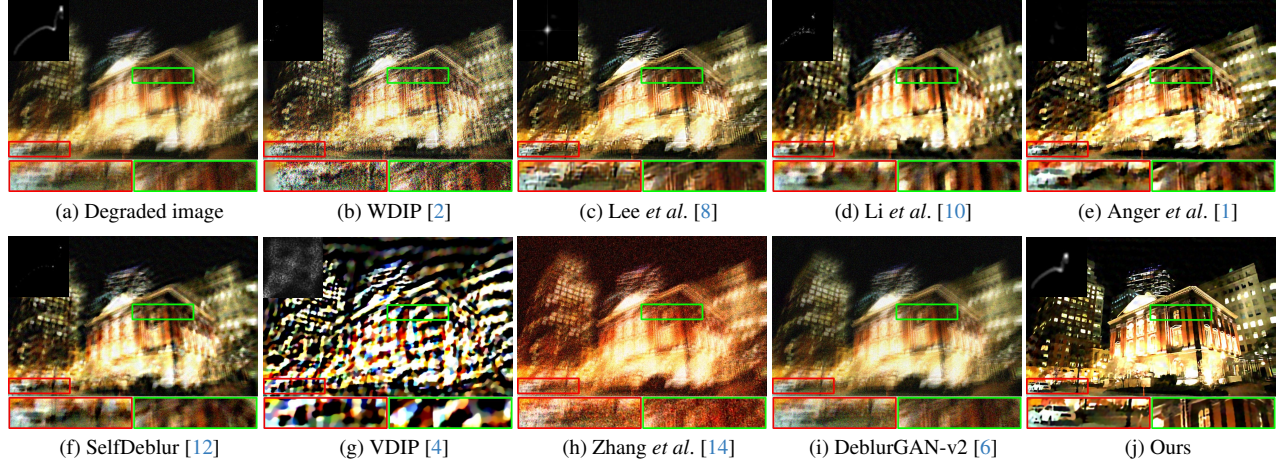 (a) Degraded image
(b) WDIP [2]
(c) Lee et al. [8]
(d) Li et al. [10]
(e) Anger et al. [1]
(f) SelfDeblur [12]
(g) VDIP [4]
(h) Zhang et al. [14]
(i) DeblurGAN-v2 [6]
(j) Ours